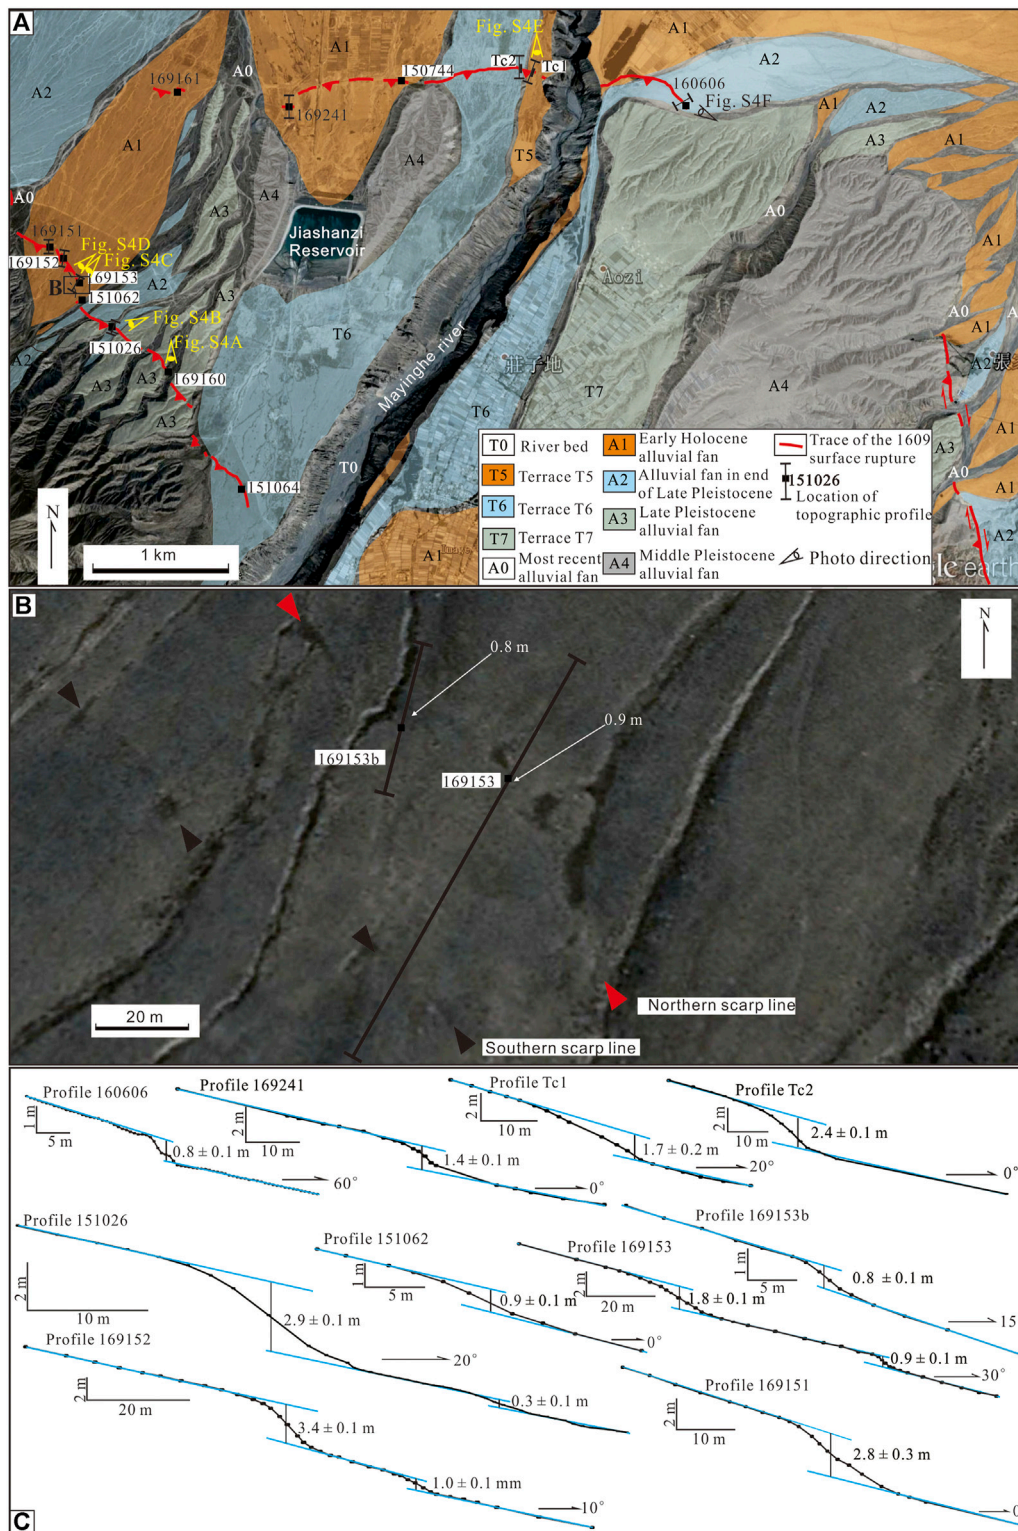 A
Fig. S4E
A1
A1
169161
A0
150744
Tc2
Tc1
A2
A2
160606
Fig. S4F
169241
A1
A1
A2
A4
A3
T5
A4
A3
A0
A0
A3
Jiashanzi
Reservoir
A1
169151
Fig. S4D
169152
Fig. S4C
169153
B
151062
A2
A3
Aozi
A0
A
Fig. S4B
T6
莊子地
A1
151026
Fig. S4A
A2
A2
A3
A3
169160
Mayinghe river
T7
A4
A3
T6
A1
A3
T0
151064
A0
A1
A2
A1
N
1 km
T0 River bed
T5 Terrace T5
T6 Terrace T6
T7 Terrace T7
A0 Most recent
alluvial fan
A1 Early Holocene
alluvial fan
A2 Alluvial fan in end
of Late Pleistocene
A3 Late Pleistocene
alluvial fan
A4 Middle Pleistocene
alluvial fan
Trace of the 1609
surface rupture
151026
Location of
topographic profile
Photo direction
le earth
B
N
0.8 m
0.9 m
169153b
169153
20 m
Northern scarp line
Southern scarp line
C
Profile 160606
1 m
5 m
0.8 ± 0.1 m
60°
Profile 169241
2 m
10 m
1.4 ± 0.1 m
0°
Profile Tc1
2 m
10 m
1.7 ± 0.2 m
20°
Profile Tc2
2 m
10 m
2.4 ± 0.1 m
0°
Profile 151026
2 m
10 m
2.9 ± 0.1 m
20°
0.3 ± 0.1 m
Profile 151062
1 m
5 m
0.9 ± 0.1 m
0°
Profile 169153
2 m
20 m
1.8 ± 0.1 m
0.9 ± 0.1 m
30°
Profile 169153b
1 m
5 m
0.8 ± 0.1 m
15
Profile 169152
2 m
20 m
3.4 ± 0.1 m
1.0 ± 0.1 mm
10°
Profile 169151
2 m
10 m
2.8 ± 0.3 m
0